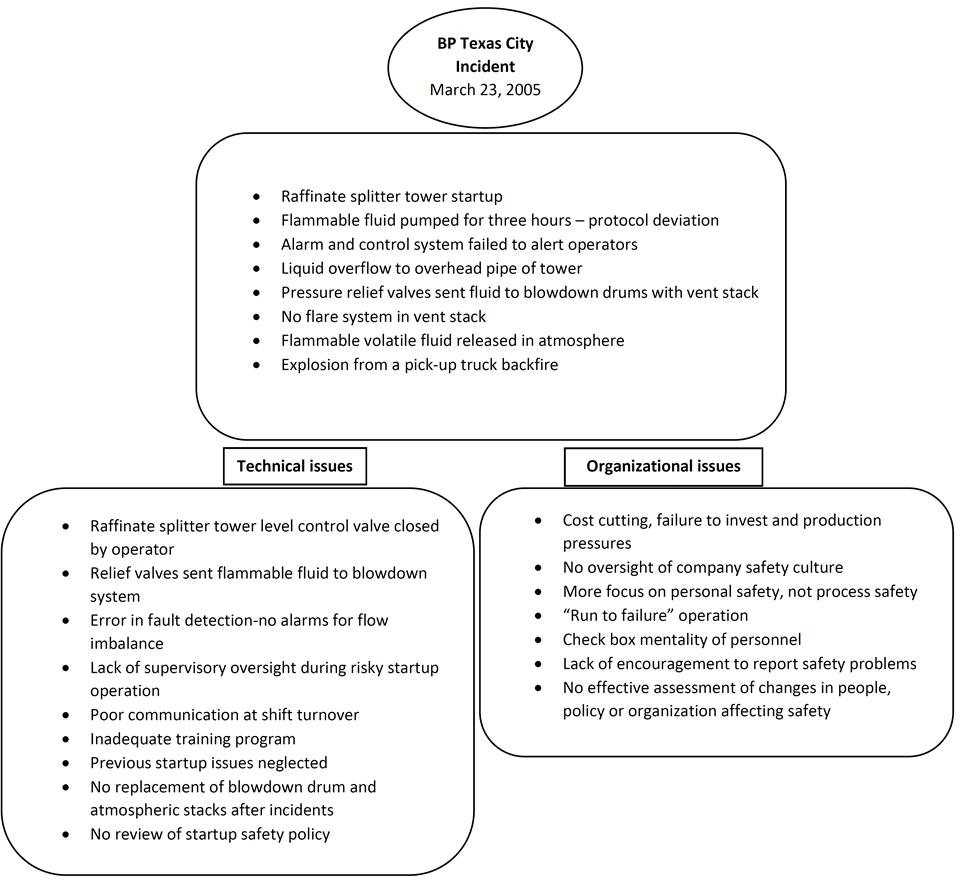 BP Texas City
Incident
March 23, 2005
• Raffinate splitter tower startup
• Flammable fluid pumped for three hours – protocol deviation
• Alarm and control system failed to alert operators
• Liquid overflow to overhead pipe of tower
• Pressure relief valves sent fluid to blowdown drums with vent stack
• No flare system in vent stack
• Flammable volatile fluid released in atmosphere
• Explosion from a pick-up truck backfire
Technical issues
• Raffinate splitter tower level control valve closed
by operator
• Relief valves sent flammable fluid to blowdown
system
• Error in fault detection-no alarms for flow
imbalance
• Lack of supervisory oversight during risky startup
operation
• Poor communication at shift turnover
• Inadequate training program
• Previous startup issues neglected
• No replacement of blowdown drum and
atmospheric stacks after incidents
• No review of startup safety policy
Organizational issues
• Cost cutting, failure to invest and production
pressures
• No oversight of company safety culture
• More focus on personal safety, not process safety
• “Run to failure” operation
• Check box mentality of personnel
• Lack of encouragement to report safety problems
• No effective assessment of changes in people,
policy or organization affecting safety